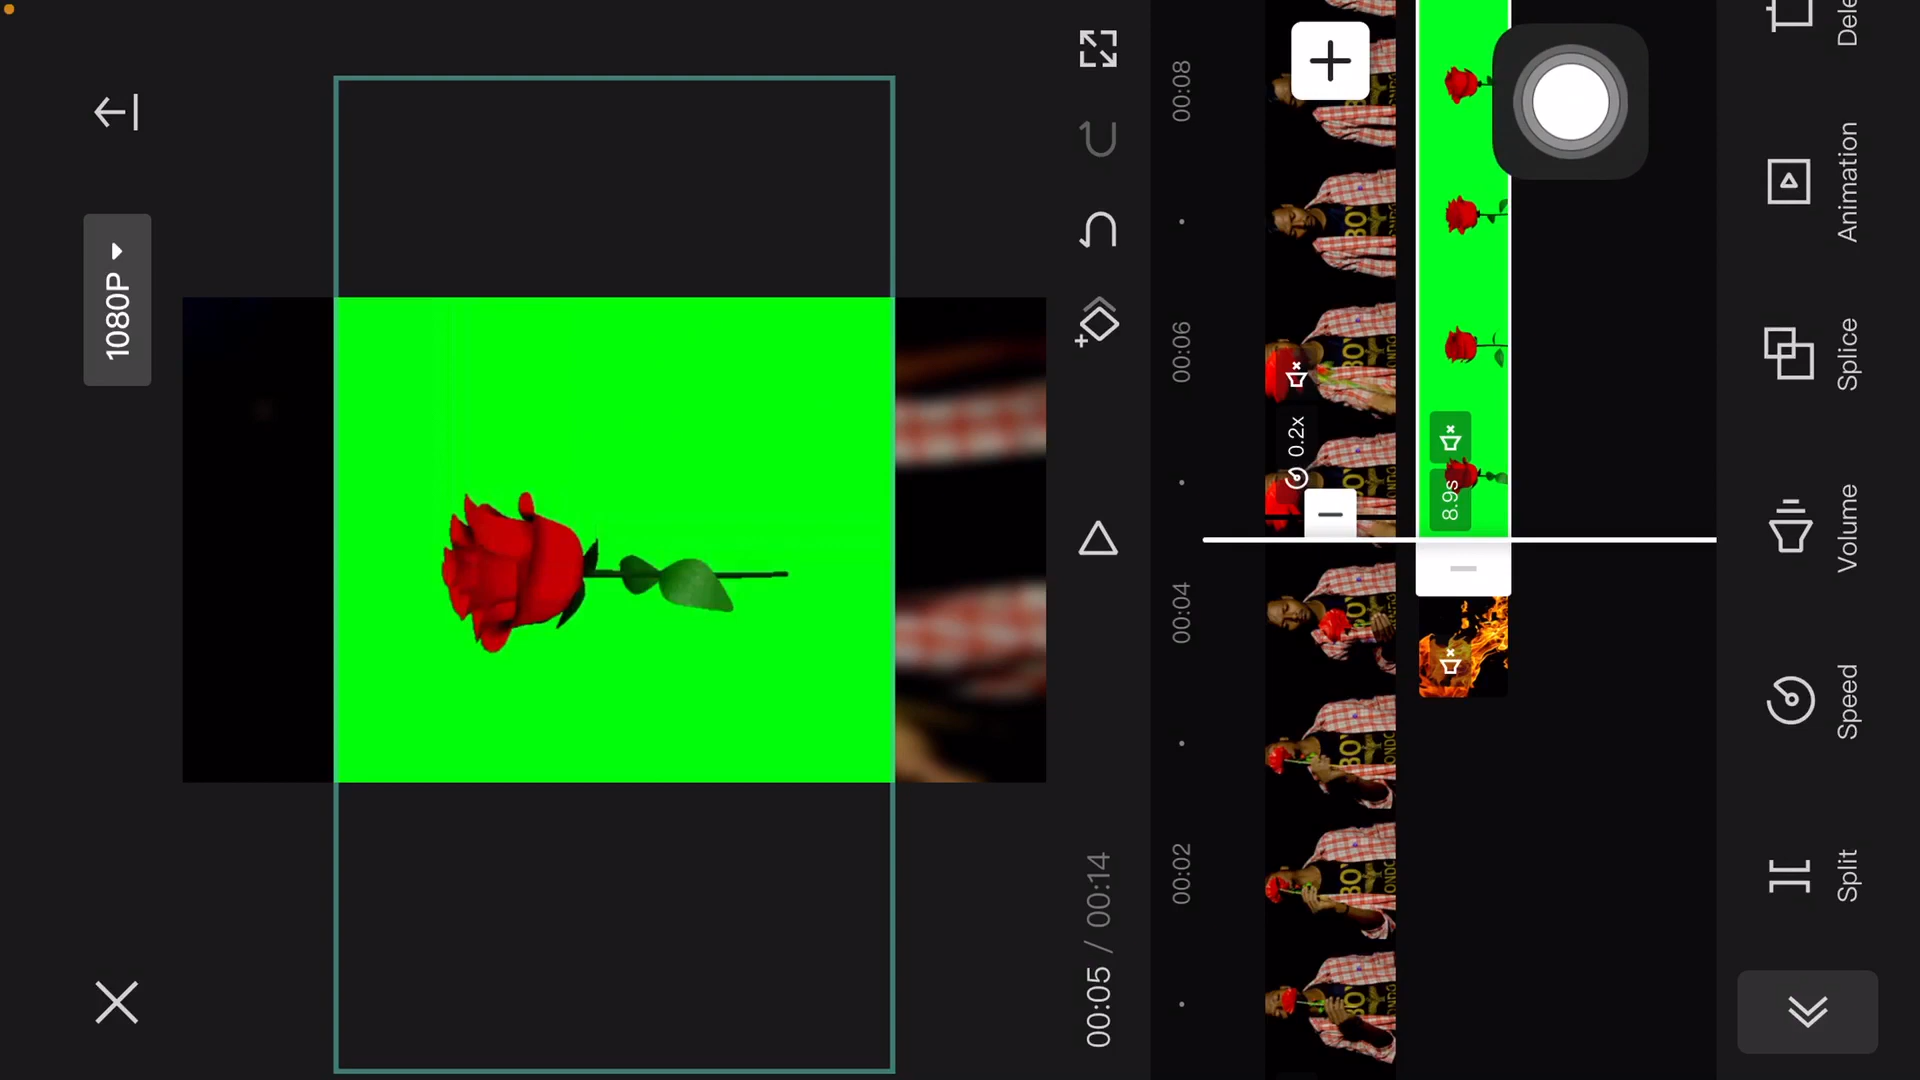 1080P
00:05 / 00:14
00:02
00:04
00:06
00:08
0.2x
8.9s
Split
Speed
Volume
Splice
Animation
Dele